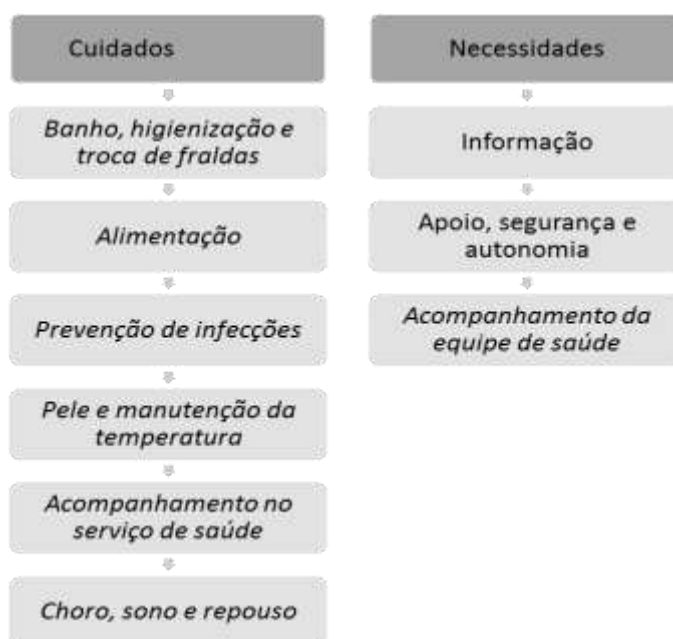 Cuidados
Banho, higienização e
troca de fraldas
Alimentação
Prevenção de infecções
Pele e manutenção da
temperatura
Acompanhamento no
serviço de saúde
Choro, sono e repouso
Necessidades
Informação
Apoio, segurança e
autonomia
Acompanhamento da
equipe de saúde